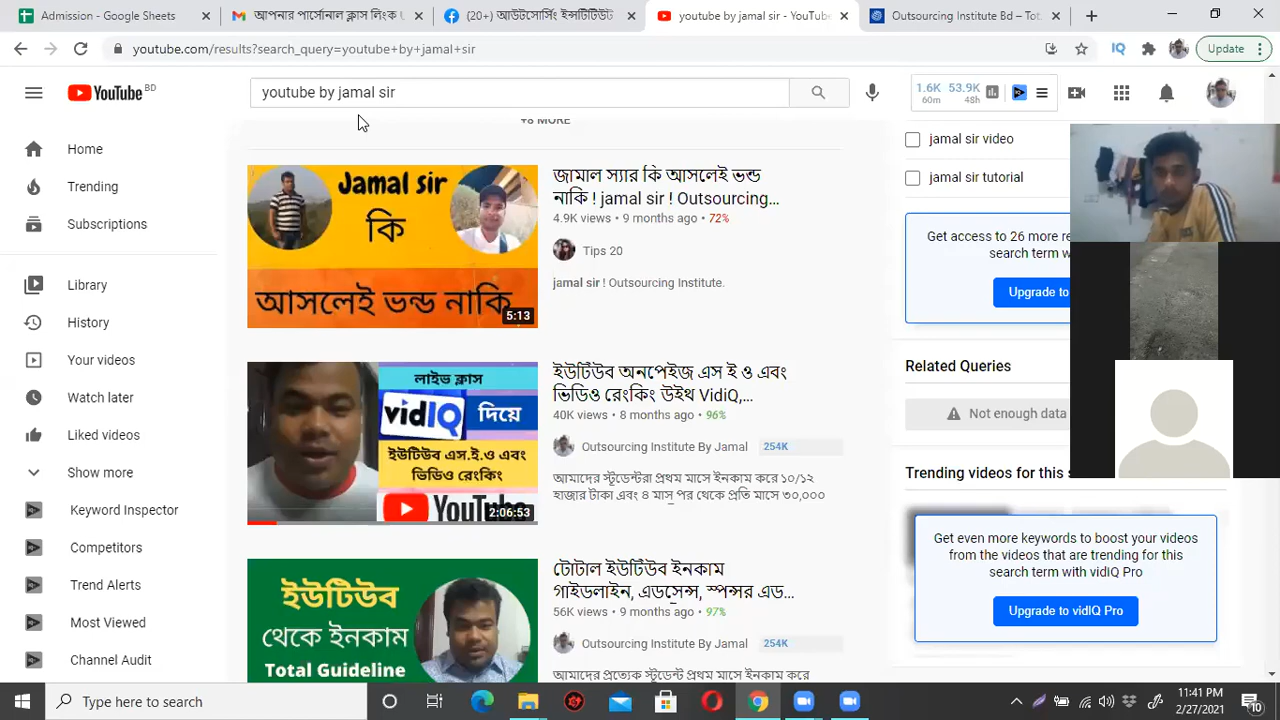 Admission - Google Sheet
আপনার পার্সোনাল ক্লাস লিংক।
(20+) আউটসোর্সিং ইন্সটিটিউট
youtube by jamal sir - YouTube
Outsourcing Institute Bd – Tot
youtube.com/results?search_query=youtube+by+jamal+sir
Update
YouTube BD
youtube by jamal sir
1.6K 53.9K
60m 48h
+8 MORE
Home
Trending
Subscriptions
Library
History
Your videos
Watch later
Liked videos
Show more
Keyword Inspector
Competitors
Trend Alerts
Most Viewed
Channel Audit
Jamal sir
কি
আসলেই ভন্ড নাকি
5:13
জামাল স্যার কি আসলেই ভন্ড
নাকি ! jamal sir ! Outsourcing...
4.9K views • 9 months ago • 72%
Tips 20
jamal sir ! Outsourcing Institute.
লাইভ ক্লাস
vidIQ দিয়ে
ইউটিউব এস.ই.ও এবং
ভিডিও রেংকিং
YouTube
2:06:53
ইউটিউব অনপেইজ এস ই ও এবং
ভিডিও রেংকিং উইথ VidiQ,...
40K views • 8 months ago • 96%
Outsourcing Institute By Jamal 254K
আমাদের স্টুডেন্টরা প্রথম মাসে ইনকাম করে ১০/১২
হাজার টাকা এবং ৪ মাস পর থেকে প্রতি মাসে ৩০,০০০
ইউটিউব
থেকে ইনকাম
Total Guideline
টোটাল ইউটিউব ইনকাম
গাইডলাইন, এডসেন্স, স্পন্সর এড...
56K views • 9 months ago • 97%
Outsourcing Institute By Jamal 254K
আমাদের প্রত্যেক স্টুডেন্ট প্রথম মাসে ইনকাম করে
jamal sir video
jamal sir tutorial
Get access to 26 more re
search term w
Upgrade to
Related Queries
Not enough data
Trending videos for this s
Get even more keywords to boost your videos
from the videos that are trending for this
search term with vidIQ Pro
Upgrade to vidIQ Pro
Type here to search
11:41 PM
2/27/2021
10